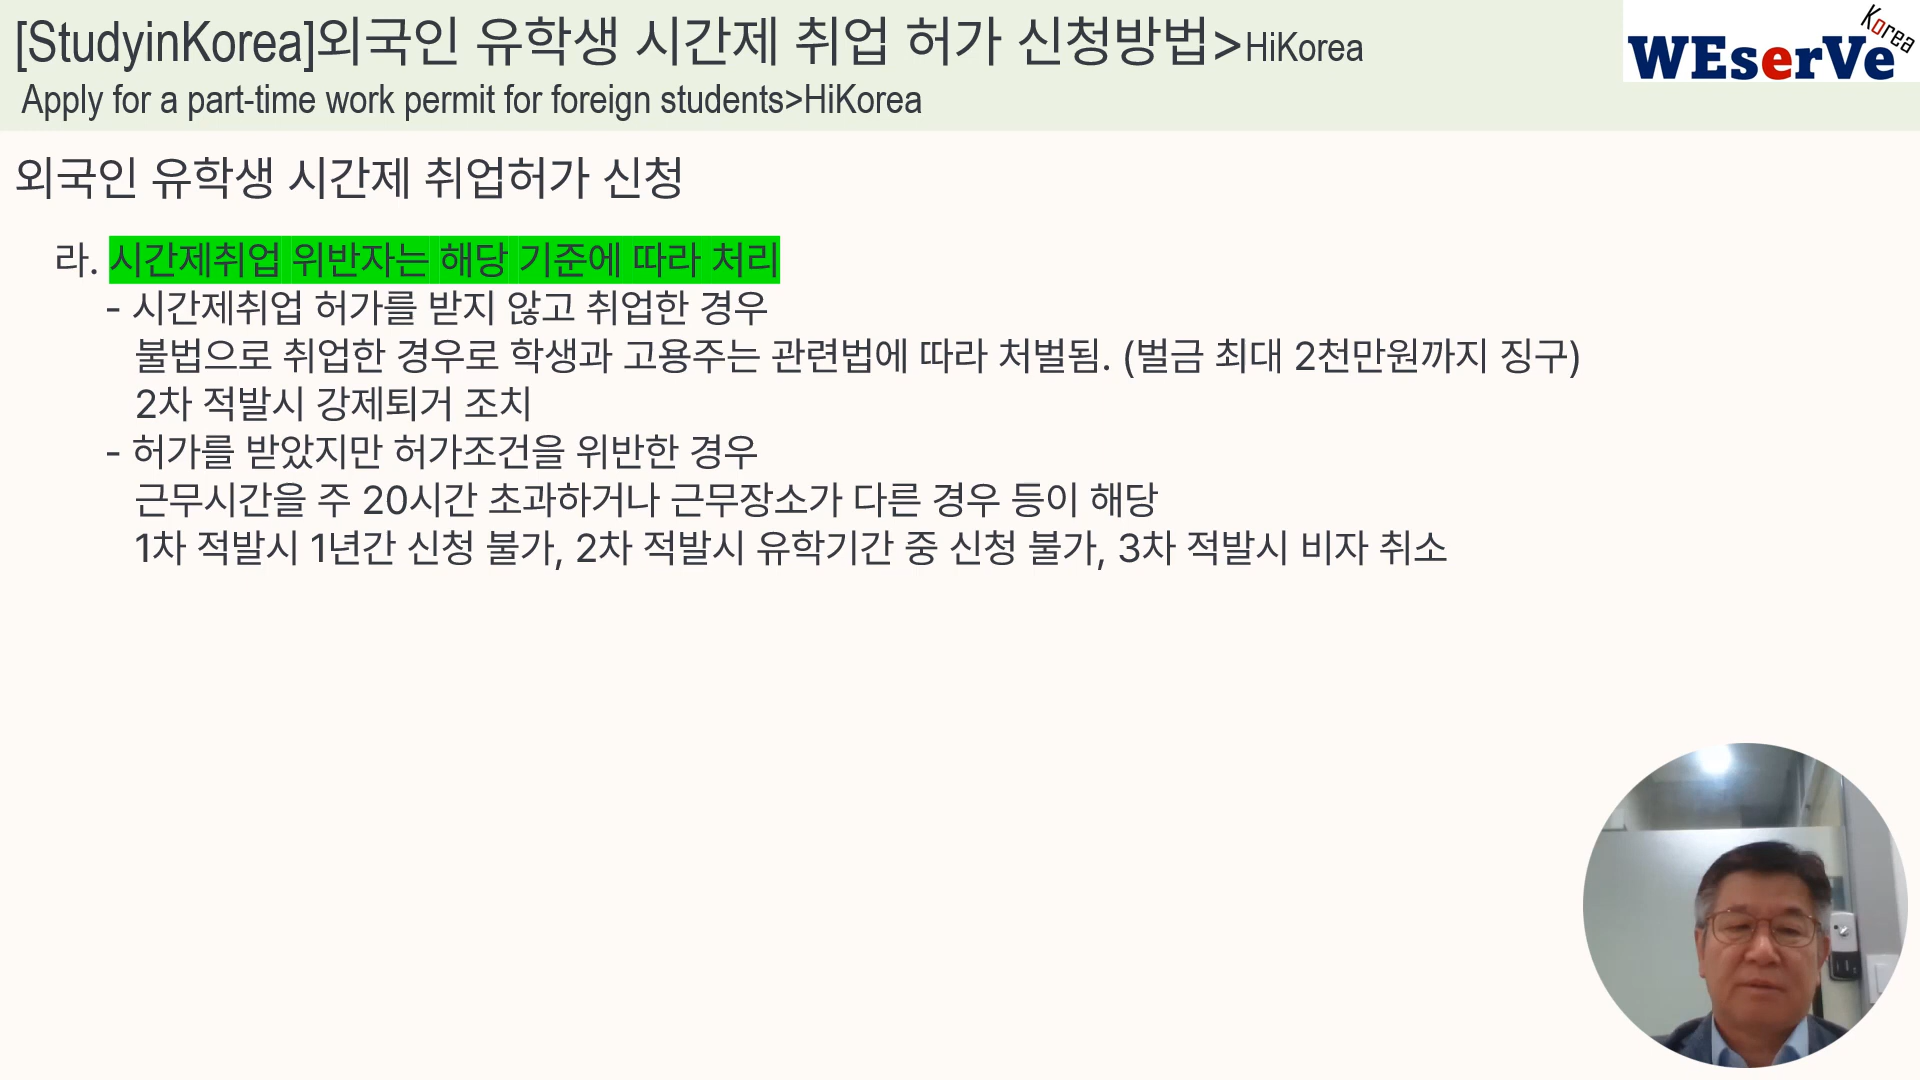 [StudyinKorea]외국인 유학생 시간제 취업 허가 신청방법>HiKorea
Apply for a part-time work permit for foreign students>HiKorea
WEserVe Korea
외국인 유학생 시간제 취업허가 신청
라. 시간제취업 위반자는 해당 기준에 따라 처리
- 시간제취업 허가를 받지 않고 취업한 경우
불법으로 취업한 경우로 학생과 고용주는 관련법에 따라 처벌됨. (벌금 최대 2천만원까지 징구)
2차 적발시 강제퇴거 조치
- 허가를 받았지만 허가조건을 위반한 경우
근무시간을 주 20시간 초과하거나 근무장소가 다른 경우 등이 해당
1차 적발시 1년간 신청 불가, 2차 적발시 유학기간 중 신청 불가, 3차 적발시 비자 취소